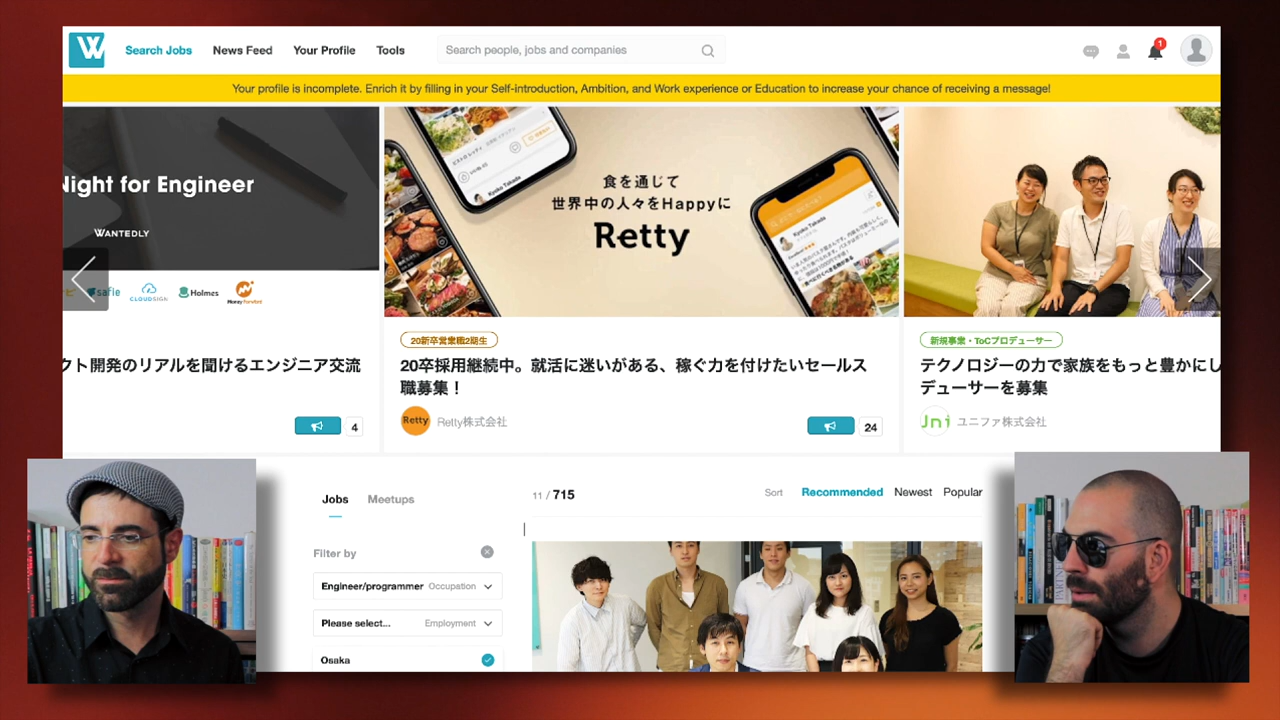 W
Search Jobs
News Feed
Your Profile
Tools
Search people, jobs and companies
1
Your profile is incomplete. Enrich it by filling in your Self-introduction, Ambition, and Work experience or Education to increase your chance of receiving a message!
Night for Engineer
WANTEDLY
safie
CLOUDSIGN
Holmes
Money Forward
クト開発のリアルを聞けるエンジニア交流
4
Kyoko Takada
食を通じて
世界中の人々をHappyに
Retty
Kyoko Takada
20新卒営業職2期生
20卒採用継続中。就活に迷いがある、稼ぐ力を付けたいセールス
職募集！
Retty
Retty株式会社
24
新規事業・ToCプロデューサー
テクノロジーの力で家族をもっと豊かにし
デューサーを募集
ユニファ株式会社
Jobs
Meetups
11 / 715
Sort
Recommended
Newest
Popular
Filter by
Engineer/programmer
Occupation
Please select...
Employment
Osaka